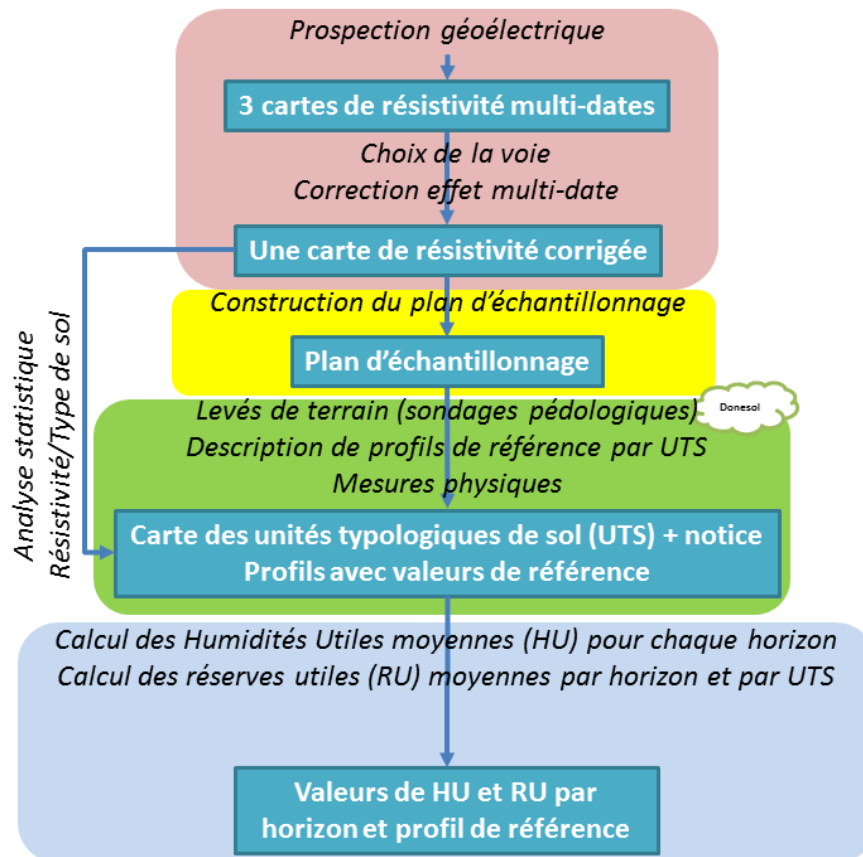 Prospection géoélectrique
3 cartes de résistivité multi-dates
Choix de la voie
Correction effet multi-date
Une carte de résistivité corrigée
Construction du plan d'échantillonnage
Plan d'échantillonnage
Levés de terrain (sondages pédologiques)
Donesol
Description de profils de référence par UTS
Mesures physiques
Analyse statistique
Résistivité/Type de sol
Carte des unités typologiques de sol (UTS) + notice
Profils avec valeurs de référence
Calcul des Humidités Utiles moyennes (HU) pour chaque horizon
Calcul des réserves utiles (RU) moyennes par horizon et par UTS
Valeurs de HU et RU par
horizon et profil de référence